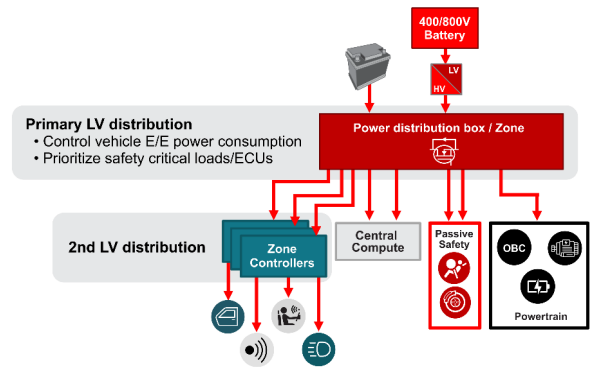 400/800V
Battery
LV
HV
Primary LV distribution
• Control vehicle E/E power consumption
• Prioritize safety critical loads/ECUs
Power distribution box / Zone
2nd LV distribution
Zone
Controllers
Central
Compute
Passive
Safety
OBC
Powertrain